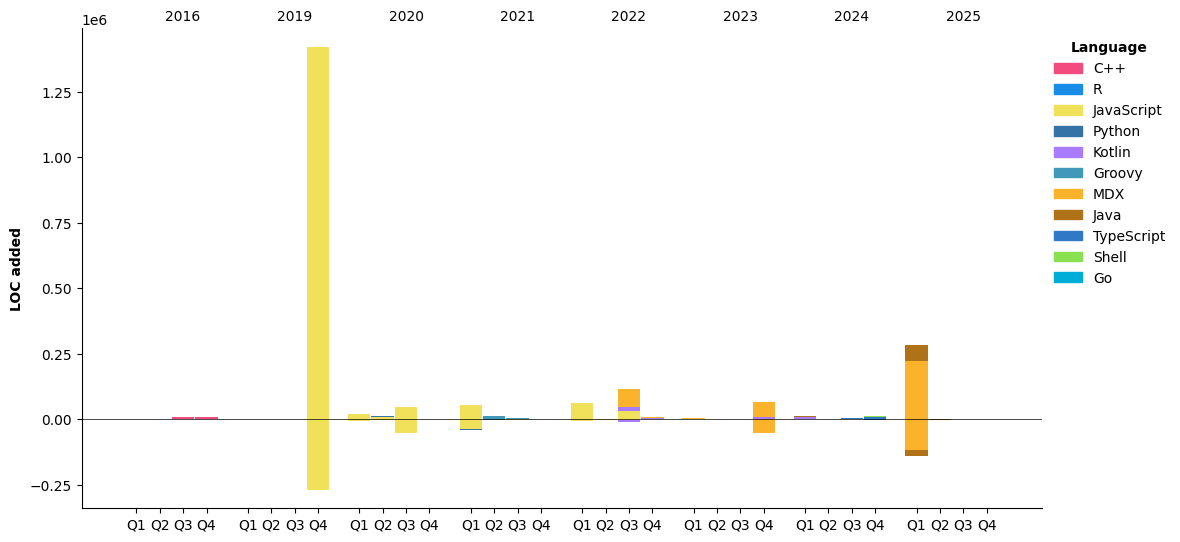 1e6
2016 2019 2020 2021 2022 2023 2024 2025
LOC added
1.25
1.00
0.75
0.50
0.25
0.00
−0.25
Q1 Q2 Q3 Q4 Q1 Q2 Q3 Q4 Q1 Q2 Q3 Q4 Q1 Q2 Q3 Q4 Q1 Q2 Q3 Q4 Q1 Q2 Q3 Q4 Q1 Q2 Q3 Q4 Q1 Q2 Q3 Q4
Language
C++
R
JavaScript
Python
Kotlin
Groovy
MDX
Java
TypeScript
Shell
Go